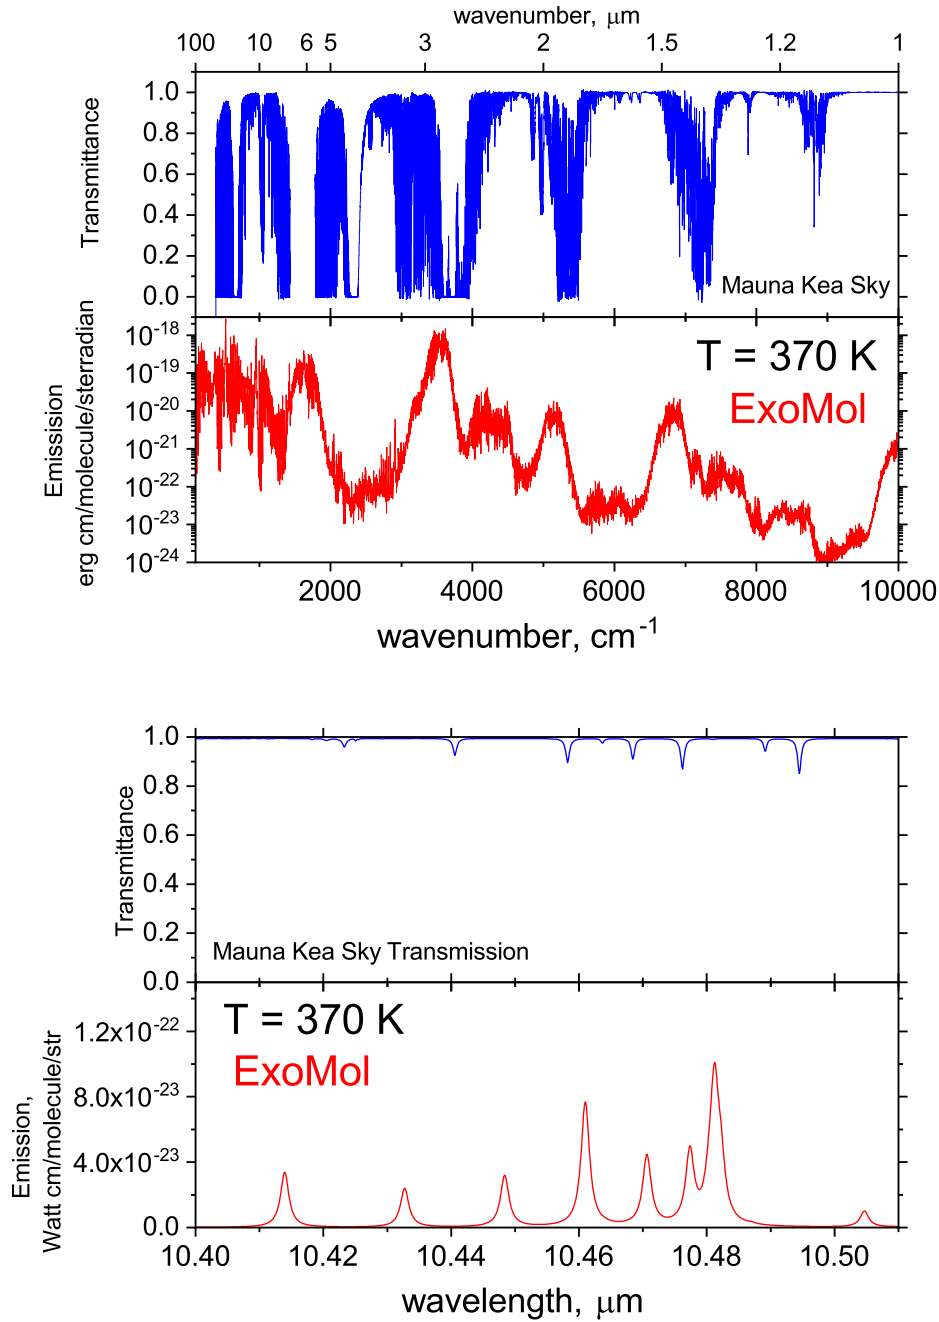 wavenumber, μm
100 10 6 5 3 2 1.5 1.2 1
Transmittance
1.0
0.8
0.6
0.4
0.2
0.0
Mauna Kea Sky
Emission
erg cm/molecule/sterradian
10⁻¹⁸
10⁻¹⁹
10⁻²⁰
10⁻²¹
10⁻²²
10⁻²³
10⁻²⁴
T = 370 K
ExoMol
2000 4000 6000 8000 10000
wavenumber, cm⁻¹
Transmittance
1.0
0.8
0.6
0.4
0.2
0.0
Mauna Kea Sky Transmission
Emission,
Watt cm/molecule/str
T = 370 K
ExoMol
1.2x10⁻²²
8.0x10⁻²³
4.0x10⁻²³
0.0
10.40 10.42 10.44 10.46 10.48 10.50
wavelength, μm